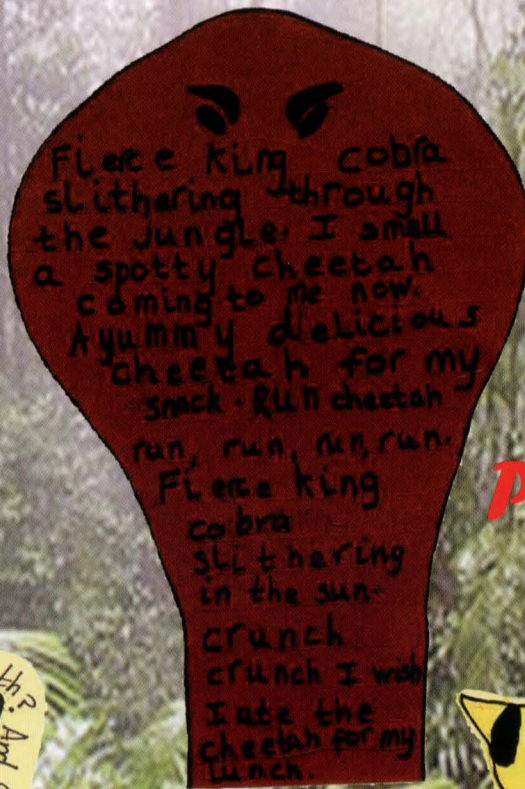 Fierce king cobra
slithering through
the Jungle. I smell
a spotty cheetah
coming to me now.
A yummy delicious
cheetah for my
snack. Run cheetah
run, run, run, run.
Fierce king
cobra
slithering
in the sun.
crunch
crunch I wish
I ate the
cheetah for my
lunch.
P
? And